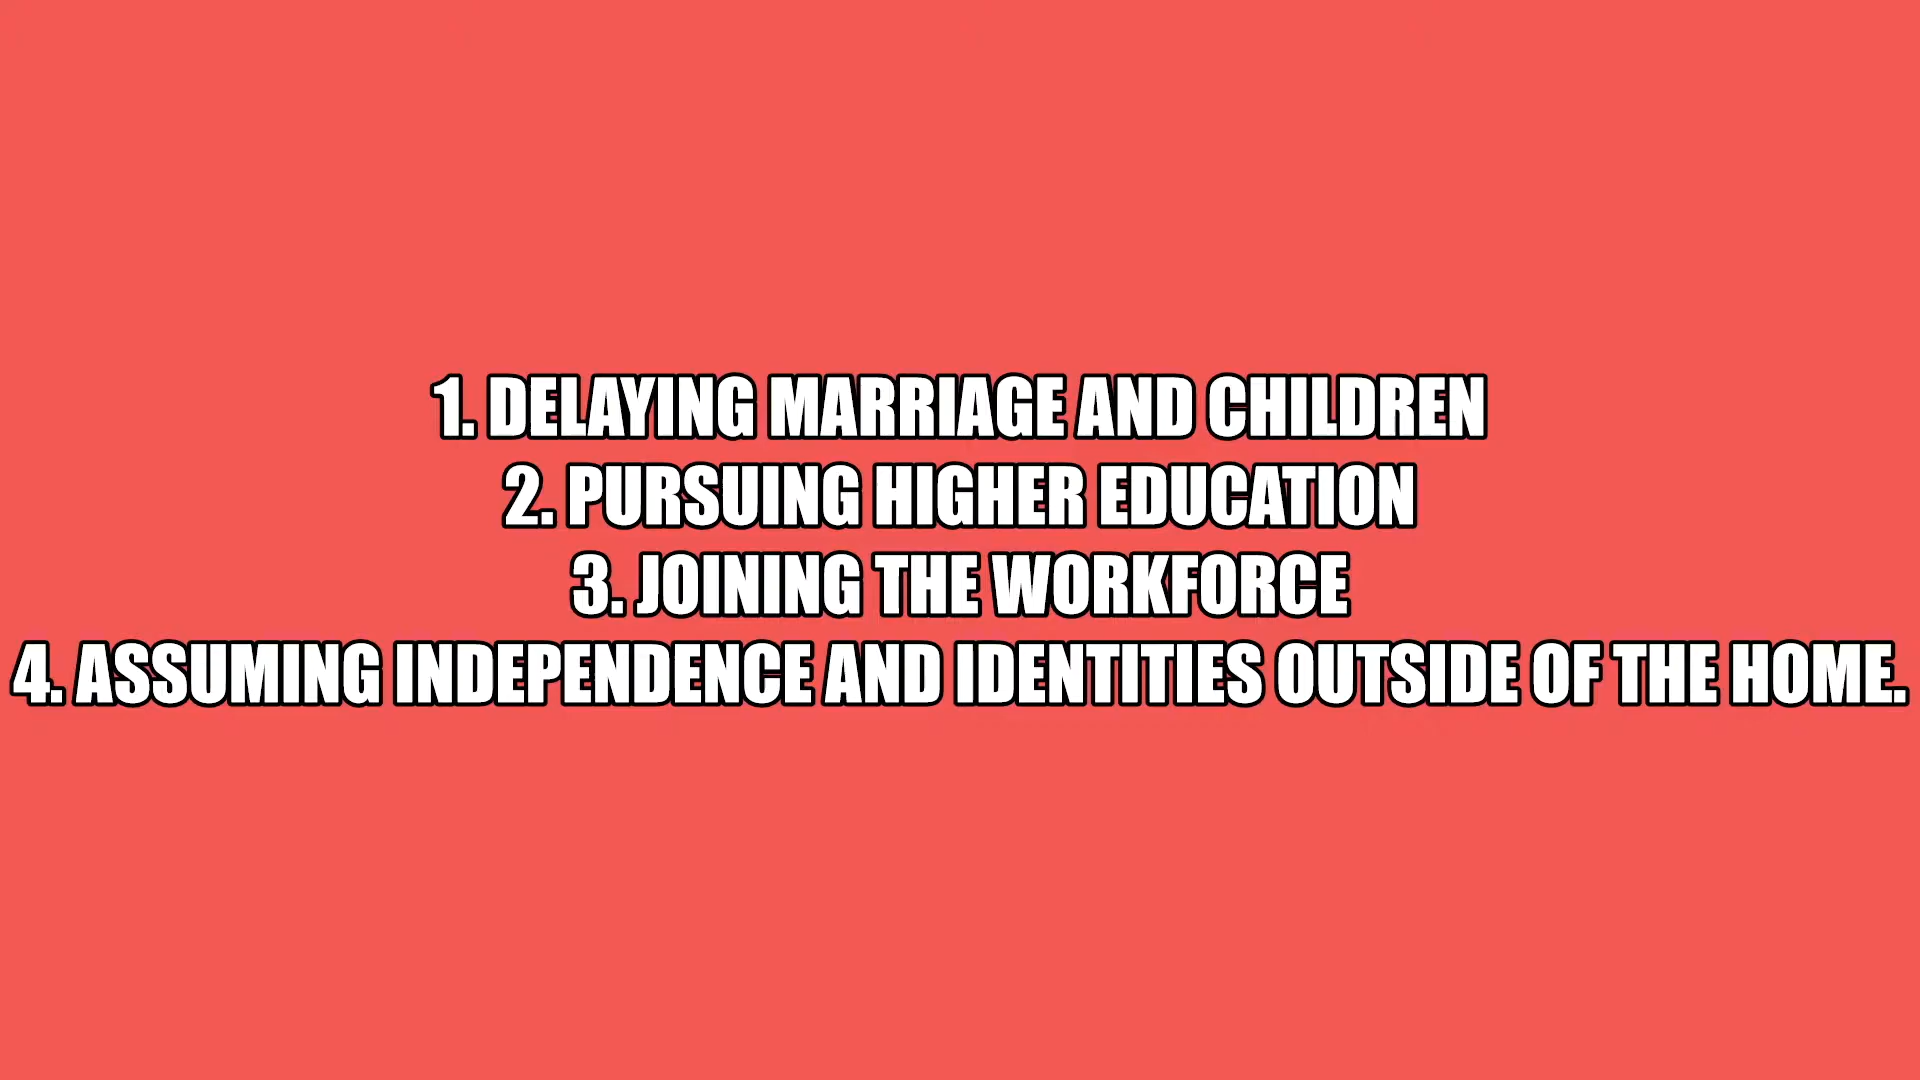 1. DELAYING MARRIAGE AND CHILDREN
2. PURSUING HIGHER EDUCATION
3. JOINING THE WORKFORCE
4. ASSUMING INDEPENDENCE AND IDENTITIES OUTSIDE OF THE HOME.